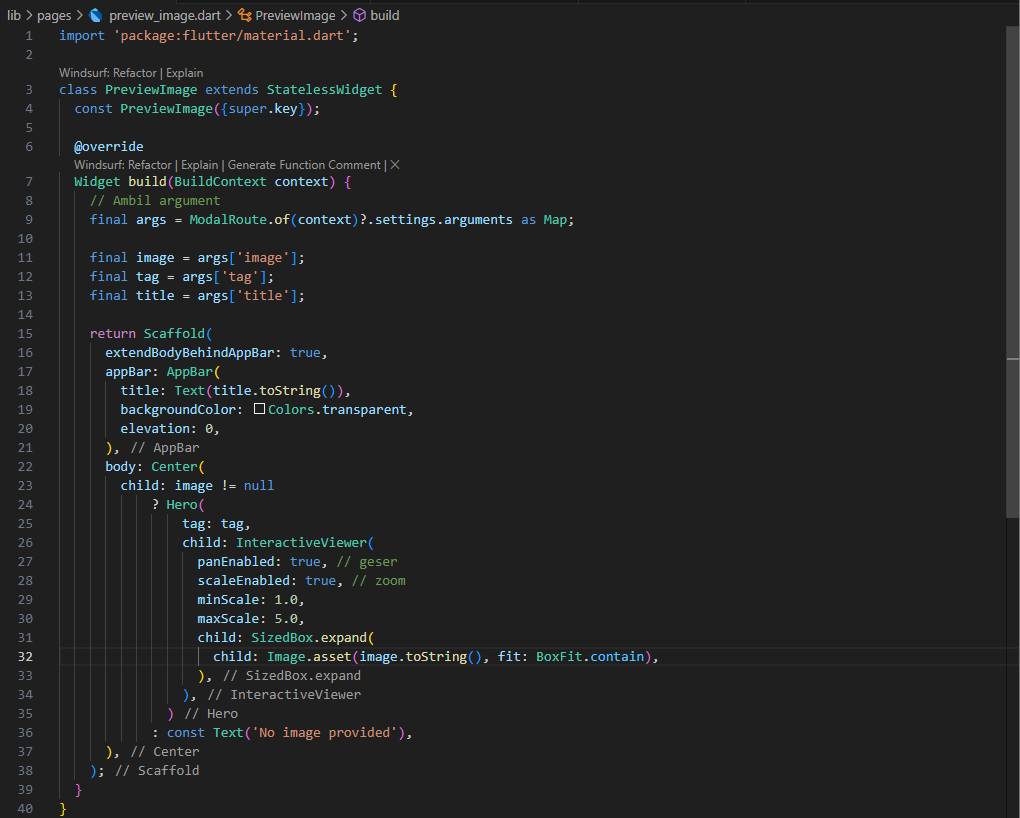 lib > pages > preview_image.dart > PreviewImage > build
1 import 'package:flutter/material.dart';
2
Windsurf: Refactor | Explain
3 class PreviewImage extends StatelessWidget {
4 const PreviewImage({super.key});
5
6 @override
Windsurf: Refactor | Explain | Generate Function Comment | X
7 Widget build(BuildContext context) {
8 // Ambil argument
9 final args = ModalRoute.of(context)?.settings.arguments as Map;
10
11 final image = args['image'];
12 final tag = args['tag'];
13 final title = args['title'];
14
15 return Scaffold(
16 extendBodyBehindAppBar: true,
17 appBar: AppBar(
18 title: Text(title.toString()),
19 backgroundColor: Colors.transparent,
20 elevation: 0,
21 ), // AppBar
22 body: Center(
23 child: image != null
24 ? Hero(
25 tag: tag,
26 child: InteractiveViewer(
27 panEnabled: true, // geser
28 scaleEnabled: true, // zoom
29 minScale: 1.0,
30 maxScale: 5.0,
31 child: SizedBox.expand(
32 child: Image.asset(image.toString(), fit: BoxFit.contain),
33 ), // SizedBox.expand
34 ), // InteractiveViewer
35 ) // Hero
36 : const Text('No image provided'),
37 ), // Center
38 ); // Scaffold
39 }
40 }